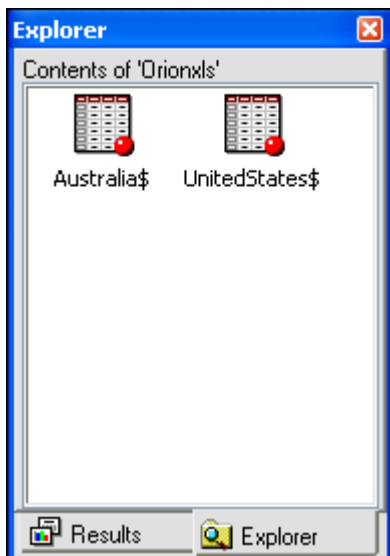 Explorer
Contents of 'Orionxls'
Australia$ UnitedStates$
Results Explorer